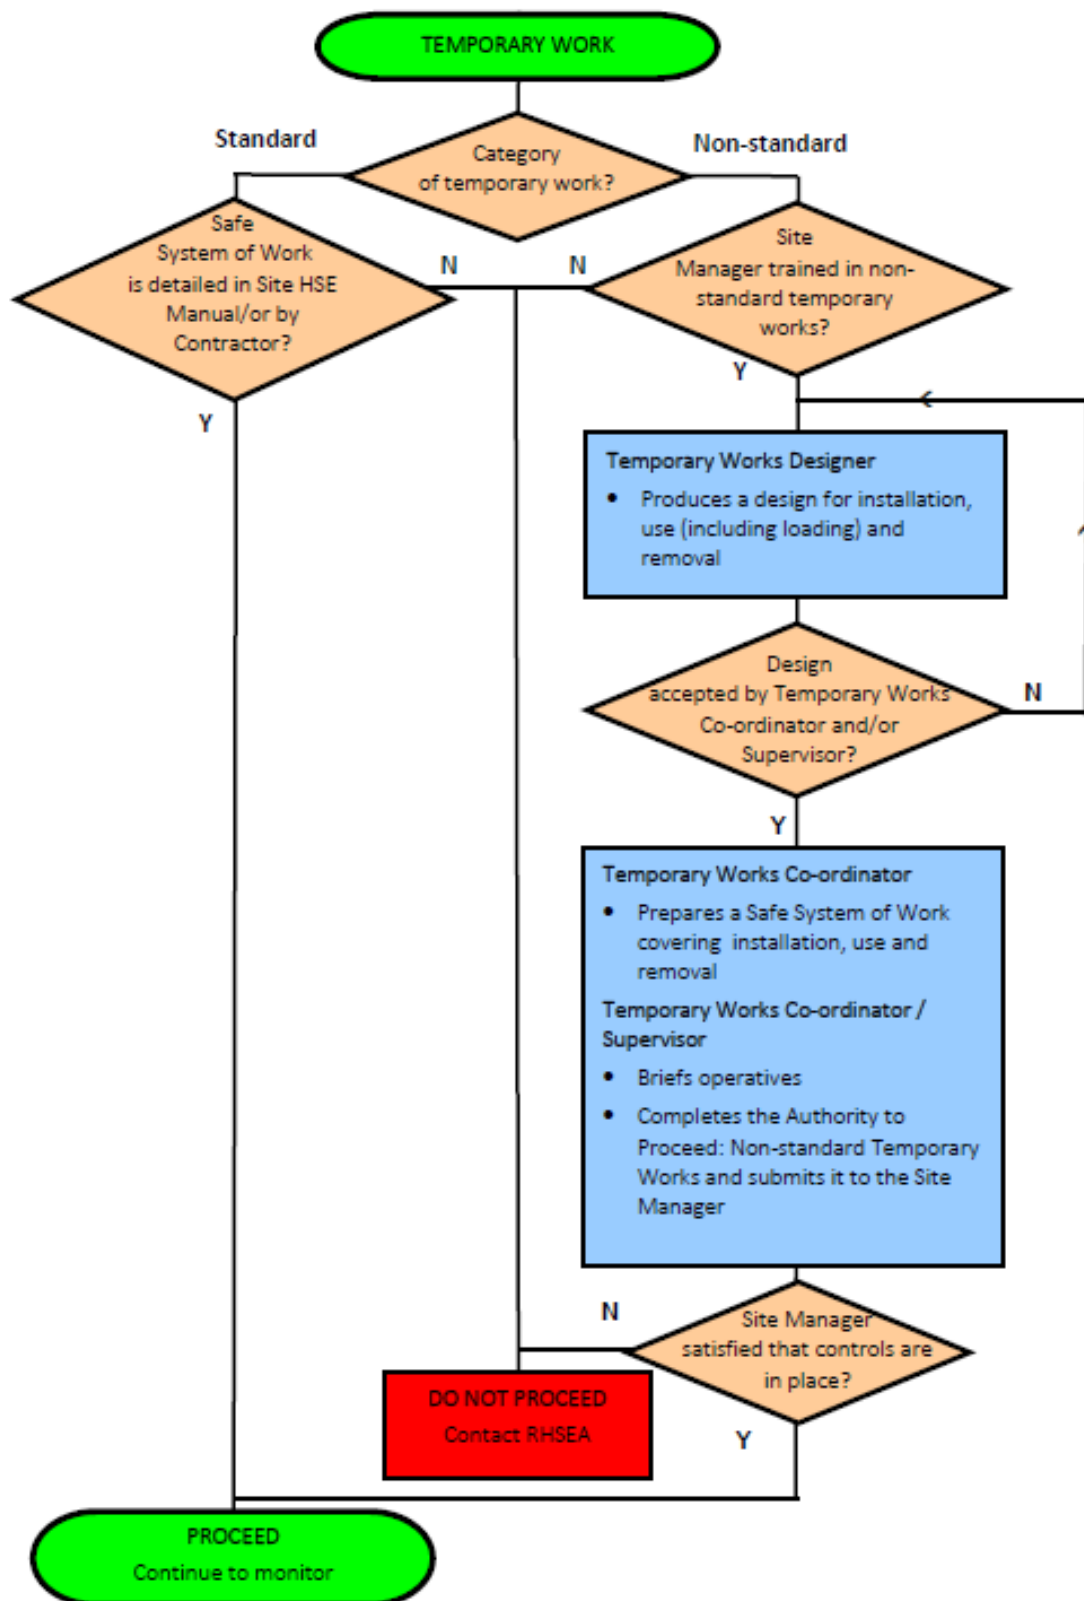 TEMPORARY WORK
Standard
Non-standard
Category
of temporary work?
Safe
System of Work
is detailed in Site HSE
Manual/or by
Contractor?
N
N
Site
Manager trained in non-
standard temporary
works?
Y
Y
Temporary Works Designer
• Produces a design for installation,
use (including loading) and
removal
Design
accepted by Temporary Works
Co-ordinator and/or
Supervisor?
N
Y
Temporary Works Co-ordinator
• Prepares a Safe System of Work
covering installation, use and
removal
Temporary Works Co-ordinator /
Supervisor
• Briefs operatives
• Completes the Authority to
Proceed: Non-standard Temporary
Works and submits it to the Site
Manager
N
Site Manager
satisfied that controls are
in place?
DO NOT PROCEED
Contact RHSEA
Y
PROCEED
Continue to monitor